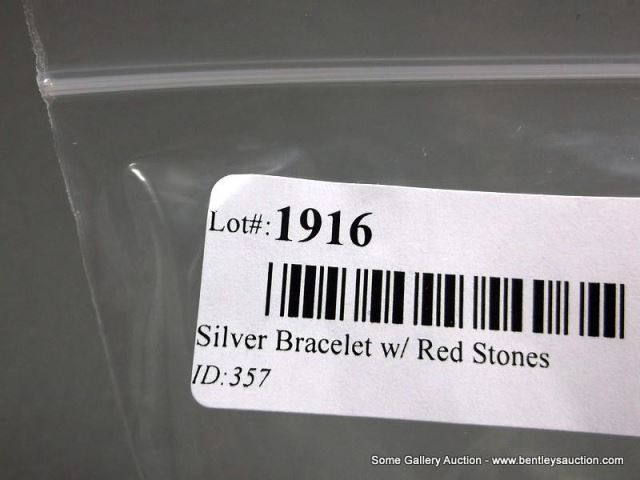 Lot#:1916
Silver Bracelet w/ Red Stones
ID:357
Some Gallery Auction - www.bentleysauction.com